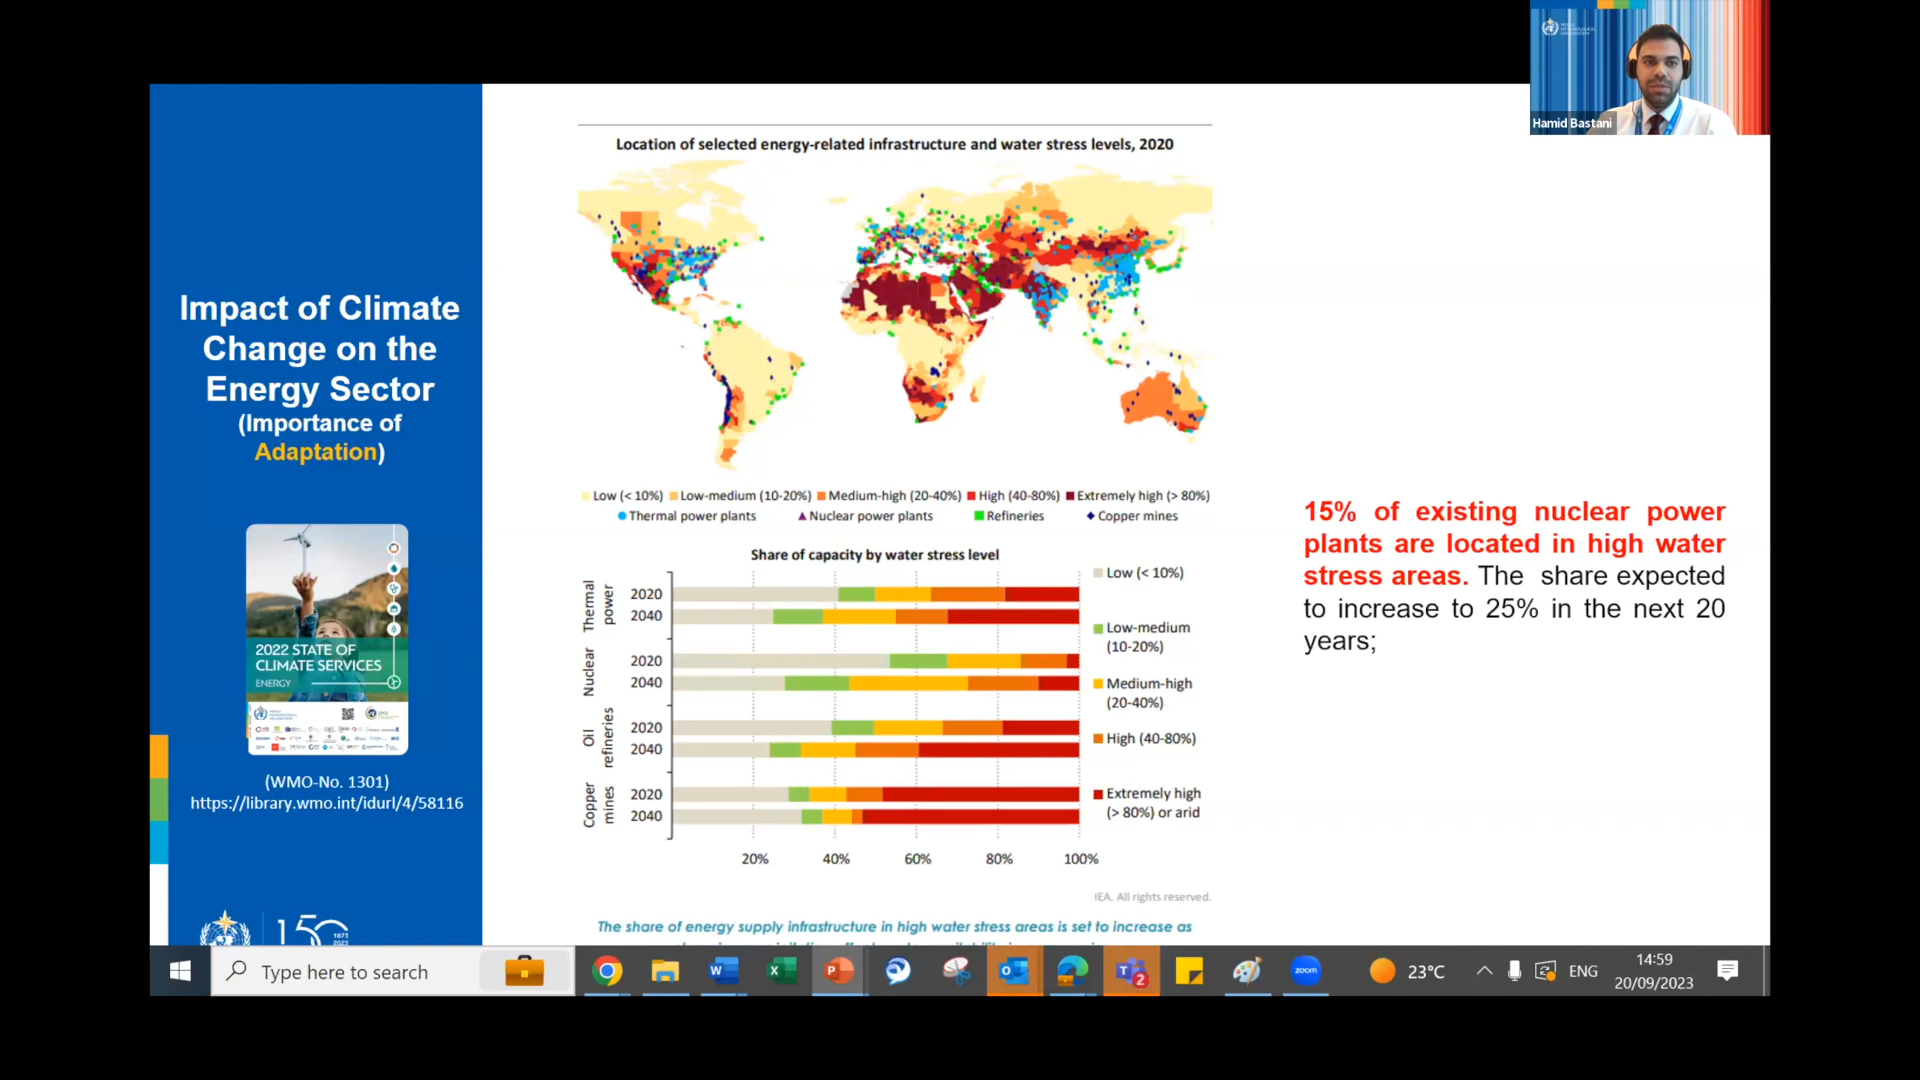 Hamid Bastani
Impact of Climate
Change on the
Energy Sector
(Importance of
Adaptation)
2022 STATE OF
CLIMATE SERVICES
ENERGY
(WMO-No. 1301)
https://library.wmo.int/idurl/4/58116
1873
2023
Location of selected energy-related infrastructure and water stress levels, 2020
Low (< 10%) Low-medium (10-20%) Medium-high (20-40%) High (40-80%) Extremely high (> 80%)
Thermal power plants Nuclear power plants Refineries Copper mines
Share of capacity by water stress level
Thermal
power
2020
2040
Nuclear
2020
2040
Oil
refineries
2020
2040
Copper
mines
2020
2040
20% 40% 60% 80% 100%
Low (< 10%)
Low-medium
(10-20%)
Medium-high
(20-40%)
High (40-80%)
Extremely high
(> 80%) or arid
IEA. All rights reserved.
The share of energy supply infrastructure in high water stress areas is set to increase as
15% of existing nuclear power
plants are located in high water
stress areas. The share expected
to increase to 25% in the next 20
years;
Type here to search
zoom
2
23°C
ENG
14:59
20/09/2023